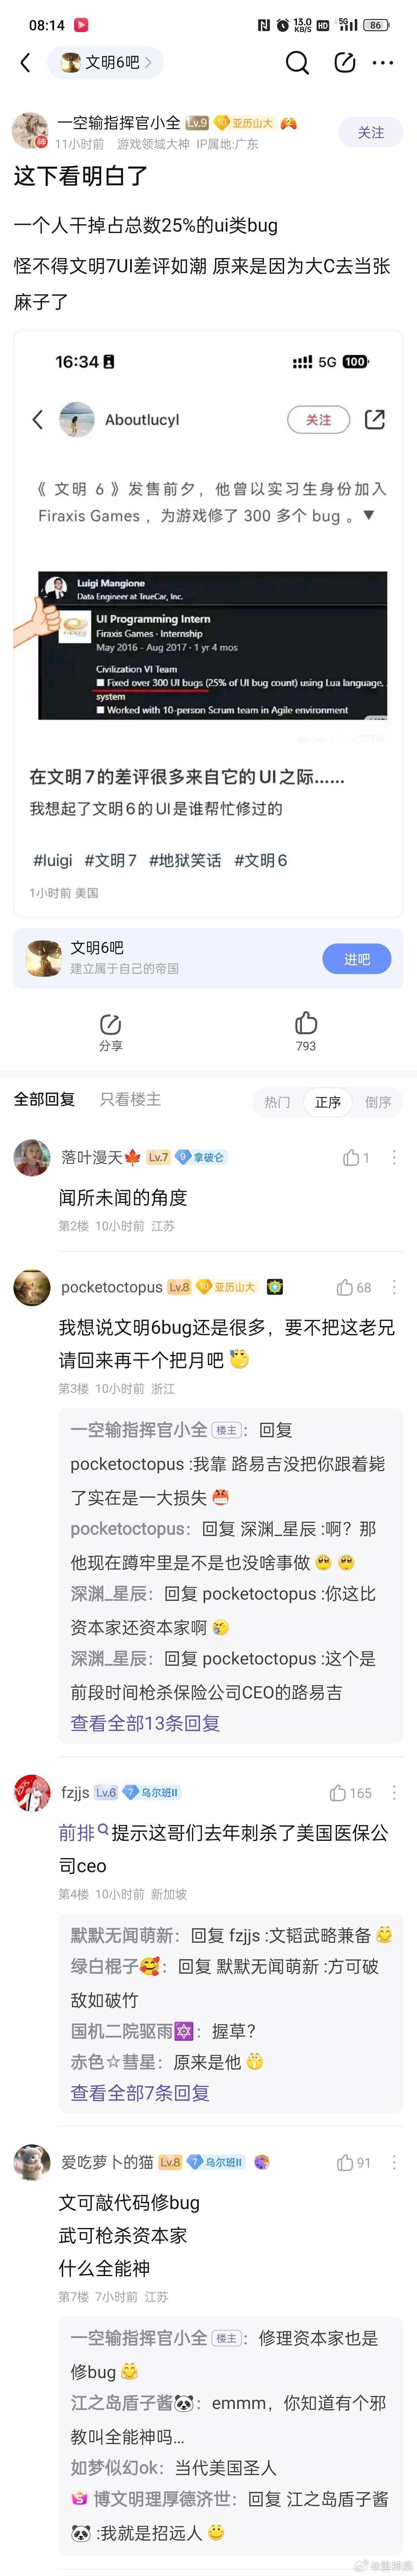 08:14
13.0
KB/S
HD
5G
86
文明6吧
一空输指挥官小全 Lv.9 10 亚历山大
神
11小时前 游戏领域大神 IP属地:广东
关注
这下看明白了
一个人干掉占总数25%的ui类bug
怪不得文明7UI差评如潮 原来是因为大C去当张
麻子了
16:34
5G 100
Aboutlucyl
关注
《 文明 6 》发售前夕，他曾以实习生身份加入
Firaxis Games ，为游戏修了 300 多个 bug 。▼
Luigi Mangione
Data Engineer at TrueCar, Inc.
UI Programming Intern
Firaxis Games · Internship
May 2016 - Aug 2017 · 1 yr 4 mos
Civilization VI Team
■ Fixed over 300 UI bugs (25% of UI bug count) using Lua language,
system
■ Worked with 10-person Scrum team in Agile environment
在文明7的差评很多来自它的UI之际……
我想起了文明6的UI是谁帮忙修过的
#luigi #文明7 #地狱笑话 #文明6
1小时前 美国
文明6吧
建立属于自己的帝国
进吧
分享
793
全部回复 只看楼主 热门 正序 倒序
落叶漫天🍁 Lv.7 9 拿破仑
1
闻所未闻的角度
第2楼 10小时前 江苏
pocketoctopus Lv.8 10 亚历山大
68
我想说文明6bug还是很多，要不把这老兄
请回来再干个把月吧
第3楼 10小时前 浙江
一空输指挥官小全 楼主 ：回复
pocketoctopus :我靠 路易吉没把你跟着毙
了实在是一大损失
pocketoctopus：回复 深渊_星辰 :啊？那
他现在蹲牢里是不是也没啥事做
深渊_星辰：回复 pocketoctopus :你这比
资本家还资本家啊
深渊_星辰：回复 pocketoctopus :这个是
前段时间枪杀保险公司CEO的路易吉
查看全部13条回复
fzjjs Lv.6 7 乌尔班II
165
前排提示这哥们去年刺杀了美国医保公
司ceo
第4楼 10小时前 新加坡
默默无闻萌新：回复 fzjjs :文韬武略兼备
绿白棍子🥰：回复 默默无闻萌新 :方可破
敌如破竹
国机二院驱雨🔯：握草？
赤色☆彗星：原来是他
查看全部7条回复
爱吃萝卜的猫 Lv.8 7 乌尔班II
91
文可敲代码修bug
武可枪杀资本家
什么全能神
第7楼 7小时前 江苏
一空输指挥官小全 楼主 ：修理资本家也是
修bug
江之岛盾子酱🐼：emmm，你知道有个邪
教叫全能神吗...
如梦似幻ok：当代美国圣人
博文明理厚德济世：回复 江之岛盾子酱
🐼 :我就是招远人